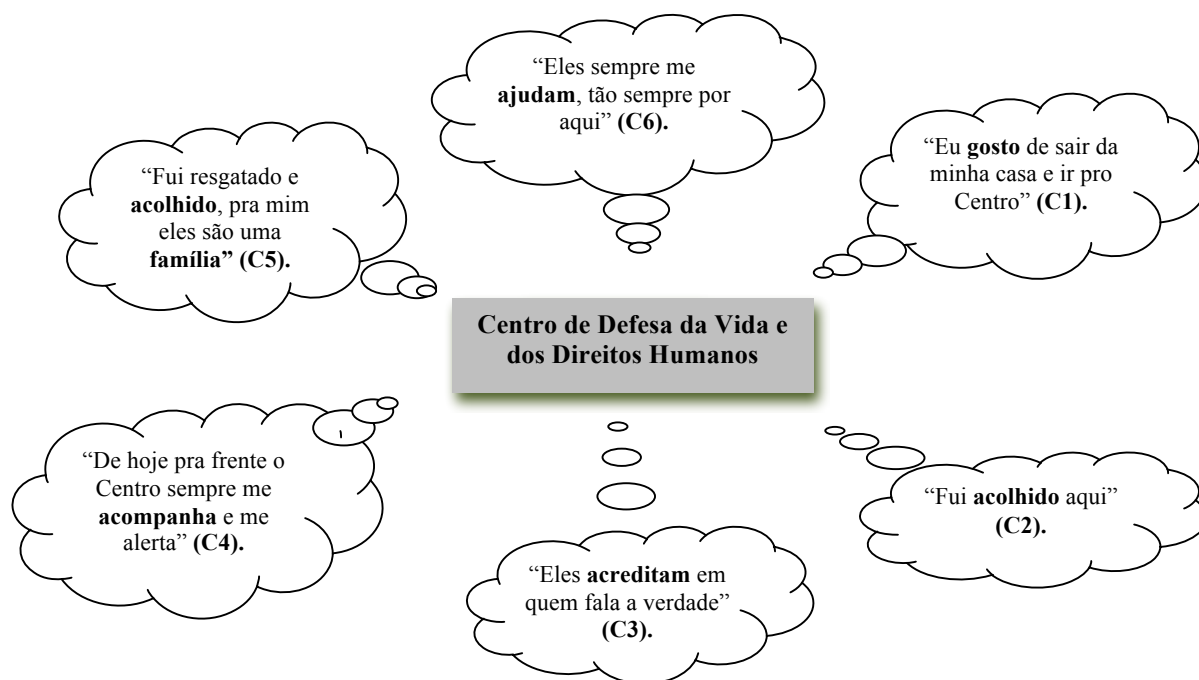 “Eles sempre me
ajudam, tão sempre por
aqui” (C6).
“Eu gosto de sair da
minha casa e ir pro
Centro” (C1).
“Fui resgatado e
acolhido, pra mim
eles são uma
família” (C5).
Centro de Defesa da Vida e
dos Direitos Humanos
“De hoje pra frente o
Centro sempre me
acompanha e me
alerta” (C4).
“Fui acolhido aqui”
(C2).
“Eles acreditam em
quem fala a verdade”
(C3).